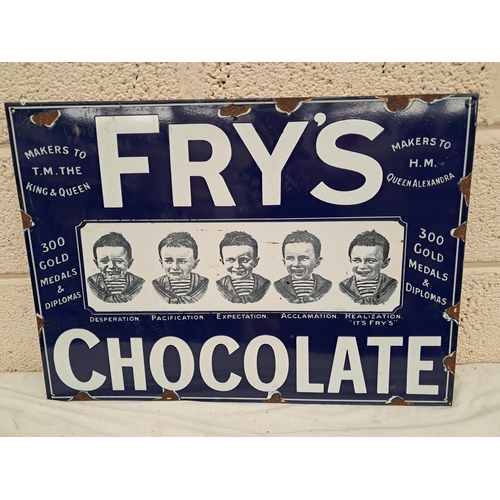 FRY'S
MAKERS TO
T.M. THE
KING & QUEEN
MAKERS TO
H.M.
QUEEN ALEXANDRA
300
GOLD
MEDALS
&
DIPLOMAS
300
GOLD
MEDALS
&
DIPLOMAS
DESPERATION. PACIFICATION. EXPECTATION. ACCLAMATION. REALIZATION.
"IT'S FRY'S"
CHOCOLATE